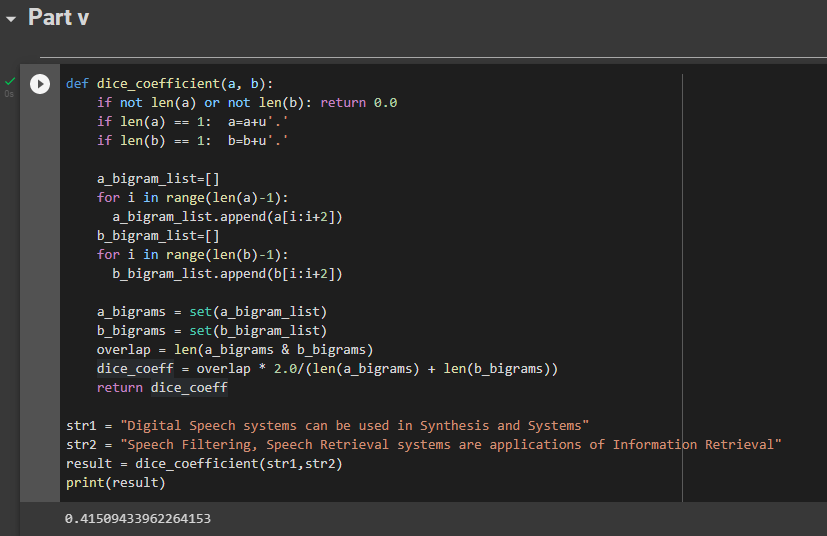 Part v
0s
def dice_coefficient(a, b):
    if not len(a) or not len(b): return 0.0
    if len(a) == 1:  a=a+u'.'
    if len(b) == 1:  b=b+u'.'

    a_bigram_list=[]
    for i in range(len(a)-1):
      a_bigram_list.append(a[i:i+2])
    b_bigram_list=[]
    for i in range(len(b)-1):
      b_bigram_list.append(b[i:i+2])

    a_bigrams = set(a_bigram_list)
    b_bigrams = set(b_bigram_list)
    overlap = len(a_bigrams & b_bigrams)
    dice_coeff = overlap * 2.0/(len(a_bigrams) + len(b_bigrams))
    return dice_coeff

str1 = "Digital Speech systems can be used in Synthesis and Systems"
str2 = "Speech Filtering, Speech Retrieval systems are applications of Information Retrieval"
result = dice_coefficient(str1,str2)
print(result)
0.41509433962264153